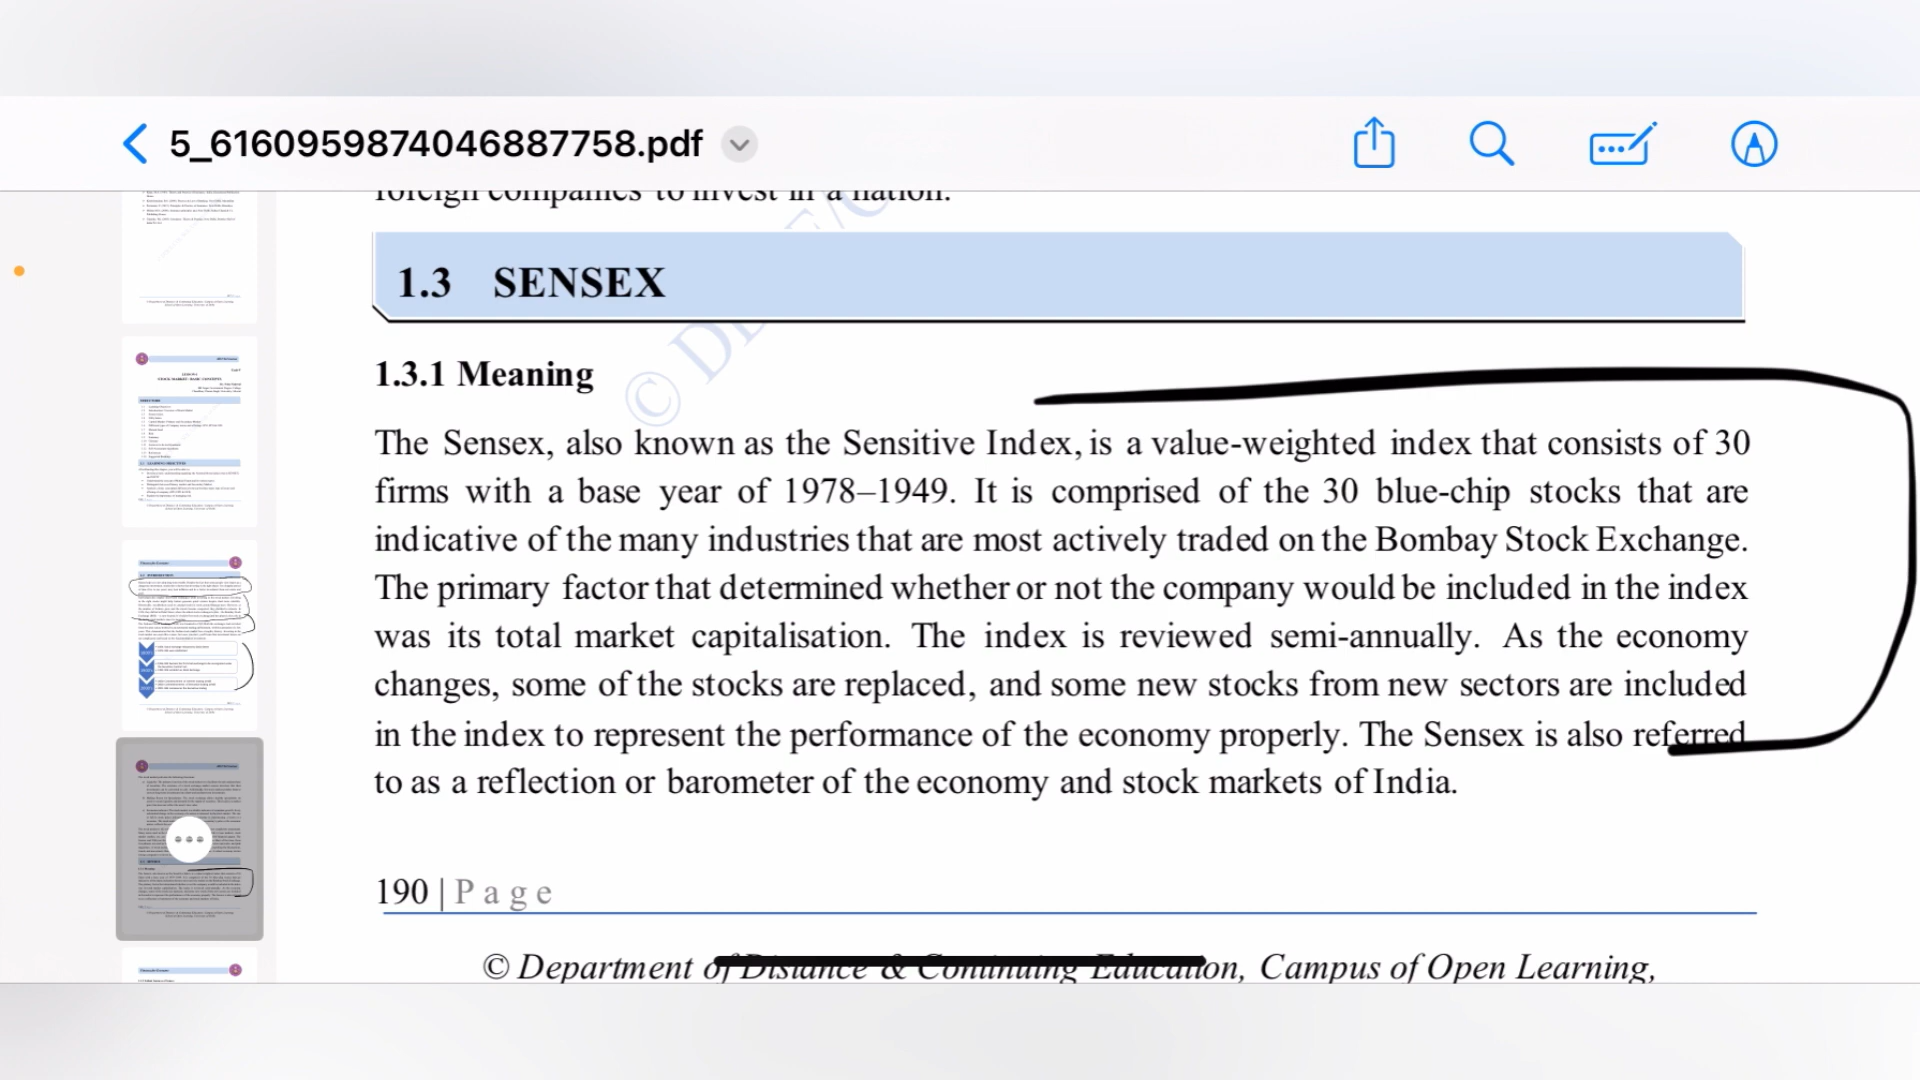 5_6160959874046887758.pdf
foreign companies to invest in a nation.
1.3 SENSEX
1.3.1 Meaning
The Sensex, also known as the Sensitive Index, is a value-weighted index that consists of 30
firms with a base year of 1978–1949. It is comprised of the 30 blue-chip stocks that are
indicative of the many industries that are most actively traded on the Bombay Stock Exchange.
The primary factor that determined whether or not the company would be included in the index
was its total market capitalisation. The index is reviewed semi-annually. As the economy
changes, some of the stocks are replaced, and some new stocks from new sectors are included
in the index to represent the performance of the economy properly. The Sensex is also referred
to as a reflection or barometer of the economy and stock markets of India.
190 | P a g e
© Department of Distance & Continuing Education, Campus of Open Learning,